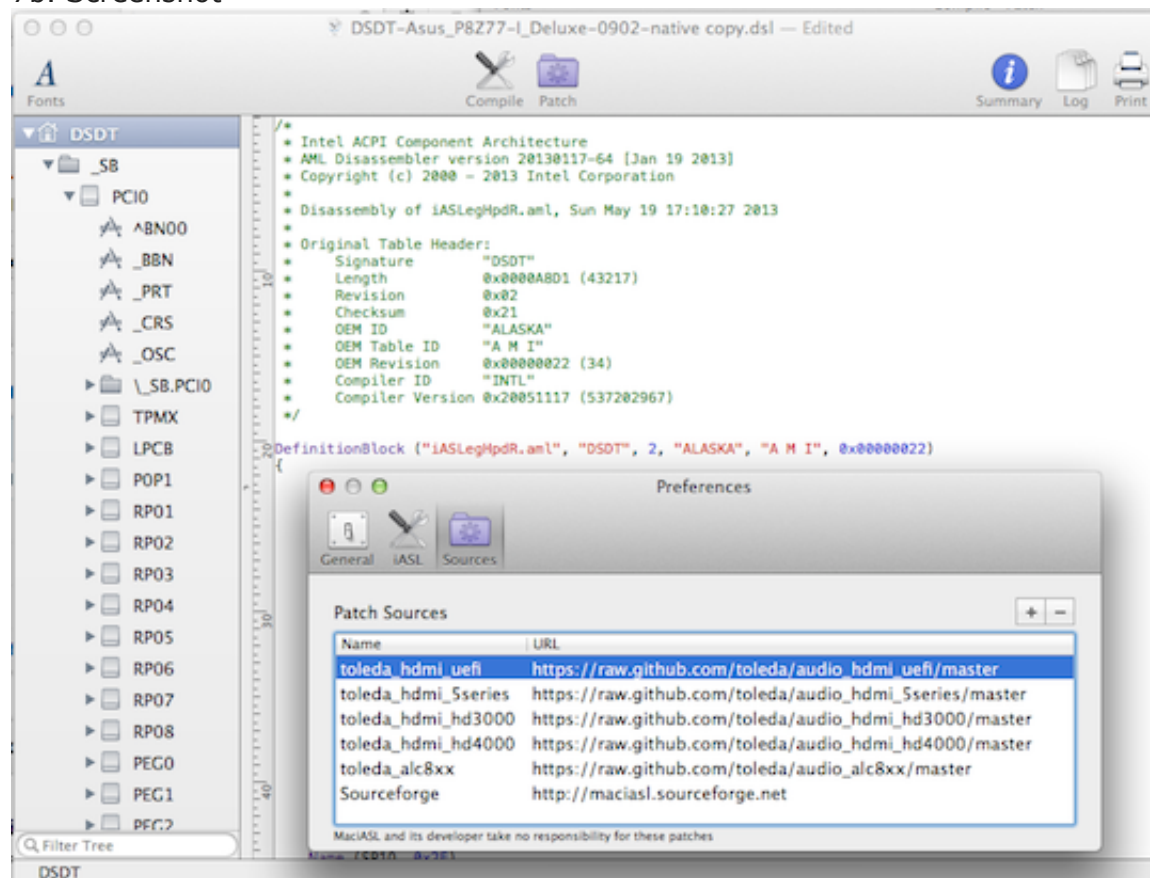 7b. Screenshot
DSDT-Asus_P8Z77-I_Deluxe-0902-native copy.dsl — Edited
A
Fonts
Compile
Patch
Summary
Log
Print
DSDT
_SB
PCI0
^BN00
_BBN
_PRT
_CRS
_OSC
\_SB.PCI0
TPMX
LPCB
P0P1
RP01
RP02
RP03
RP04
RP05
RP06
RP07
RP08
PEG0
PEG1
PEG2
Filter Tree
DSDT
10
20
30
40
/*
* Intel ACPI Component Architecture
* AML Disassembler version 20130117-64 [Jan 19 2013]
* Copyright (c) 2000 - 2013 Intel Corporation
*
* Disassembly of iASLegHpdR.aml, Sun May 19 17:10:27 2013
*
* Original Table Header:
* Signature "DSDT"
* Length 0x0000A8D1 (43217)
* Revision 0x02
* Checksum 0x21
* OEM ID "ALASKA"
* OEM Table ID "A M I"
* OEM Revision 0x00000022 (34)
* Compiler ID "INTL"
* Compiler Version 0x20051117 (537202967)
*/
DefinitionBlock ("iASLegHpdR.aml", "DSDT", 2, "ALASKA", "A M I", 0x00000022)
{
Preferences
General
iASL
Sources
Patch Sources
+ −
Name URL
toleda_hdmi_uefi https://raw.github.com/toleda/audio_hdmi_uefi/master
toleda_hdmi_5series https://raw.github.com/toleda/audio_hdmi_5series/master
toleda_hdmi_hd3000 https://raw.github.com/toleda/audio_hdmi_hd3000/master
toleda_hdmi_hd4000 https://raw.github.com/toleda/audio_hdmi_hd4000/master
toleda_alc8xx https://raw.github.com/toleda/audio_alc8xx/master
Sourceforge http://maciasl.sourceforge.net
MaciASL and its developer take no responsibility for these patches